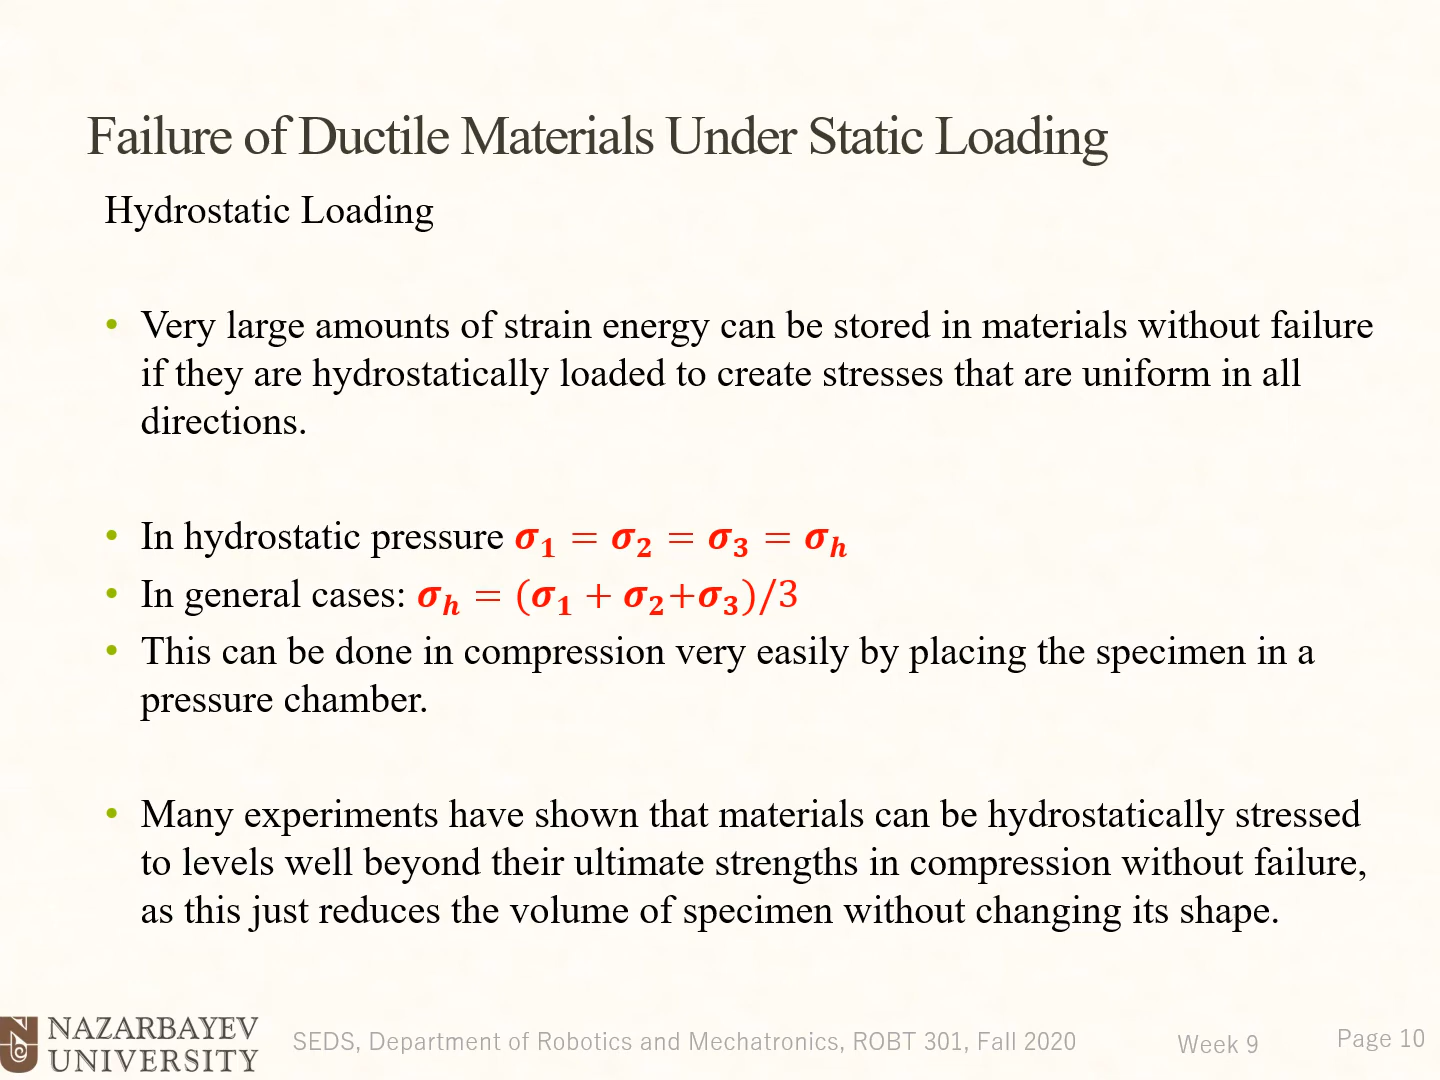 Failure of Ductile Materials Under Static Loading
Hydrostatic Loading
• Very large amounts of strain energy can be stored in materials without failure
if they are hydrostatically loaded to create stresses that are uniform in all
directions.
• In hydrostatic pressure σ₁ = σ₂ = σ₃ = σₕ
• In general cases: σₕ = (σ₁ + σ₂+σ₃)/3
• This can be done in compression very easily by placing the specimen in a
pressure chamber.
• Many experiments have shown that materials can be hydrostatically stressed
to levels well beyond their ultimate strengths in compression without failure,
as this just reduces the volume of specimen without changing its shape.
NAZARBAYEV
UNIVERSITY
SEDS, Department of Robotics and Mechatronics, ROBT 301, Fall 2020
Week 9
Page 10